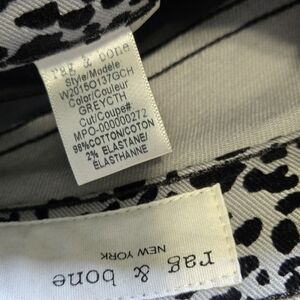 rag & bone
Style/Modele
W2015O137GCH
Color/Couleur
GREYCTH
Cut/Coupe#
MPO-000000272
98%COTTON/COTON
2% ELASTANE/
ELASTHANNE
rag & bone
NEW YORK